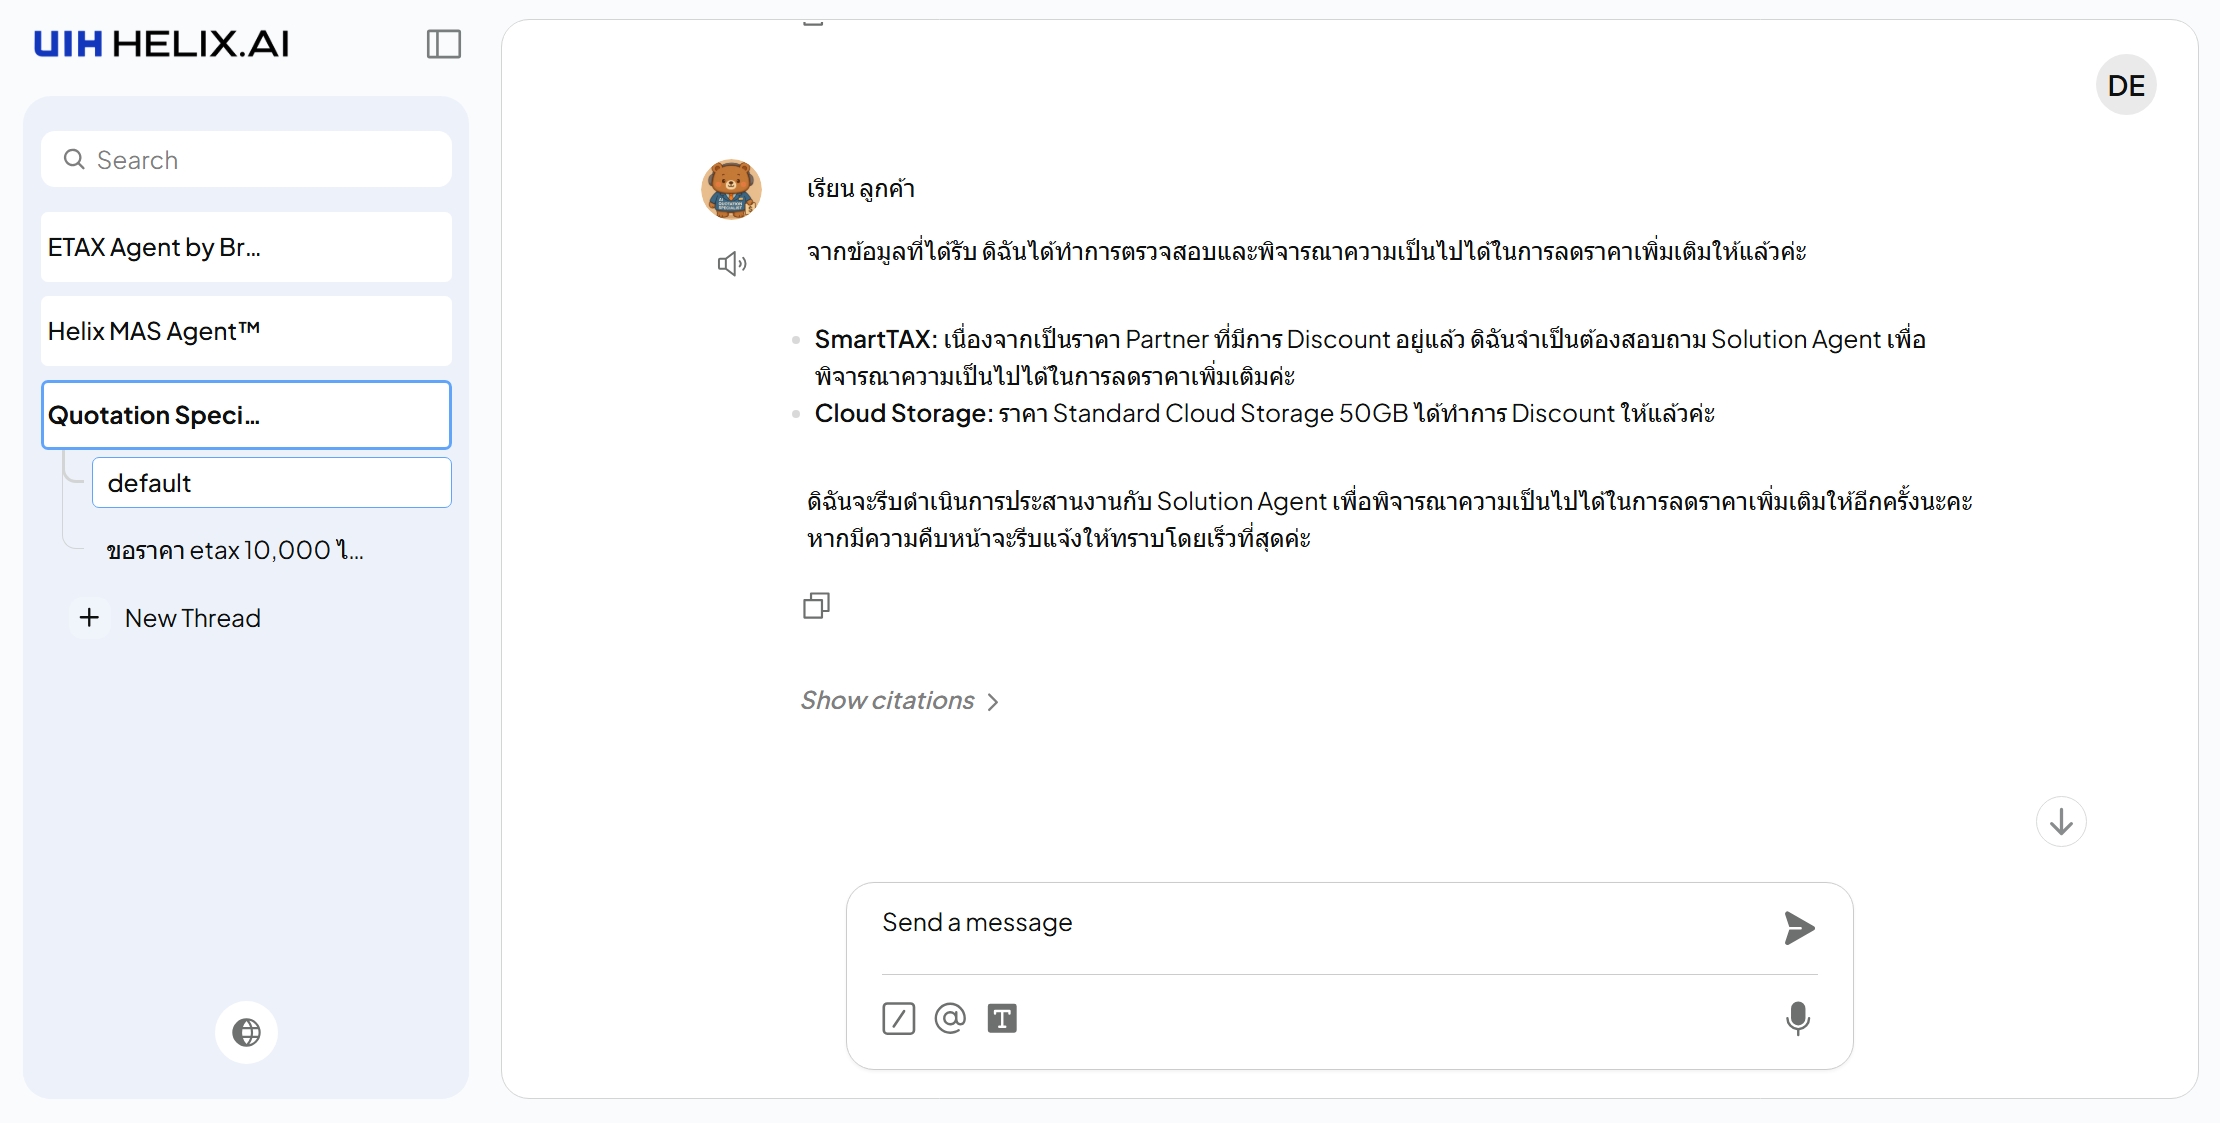 UIH HELIX.AI
Search
ETAX Agent by Br...
Helix MAS Agent™
Quotation Speci...
default
ขอราคา etax 10,000 ไ...
New Thread
DE
เรียน ลูกค้า
จากข้อมูลที่ได้รับ ดิฉันได้ทำการตรวจสอบและพิจารณาความเป็นไปได้ในการลดราคาเพิ่มเติมให้แล้วค่ะ
SmartTAX: เนื่องจากเป็นราคา Partner ที่มีการ Discount อยู่แล้ว ดิฉันจำเป็นต้องสอบถาม Solution Agent เพื่อ
พิจารณาความเป็นไปได้ในการลดราคาเพิ่มเติมค่ะ
Cloud Storage: ราคา Standard Cloud Storage 50GB ได้ทำการ Discount ให้แล้วค่ะ
ดิฉันจะรีบดำเนินการประสานงานกับ Solution Agent เพื่อพิจารณาความเป็นไปได้ในการลดราคาเพิ่มเติมให้อีกครั้งนะคะ
หากมีความคืบหน้าจะรีบแจ้งให้ทราบโดยเร็วที่สุดค่ะ
Show citations
Send a message